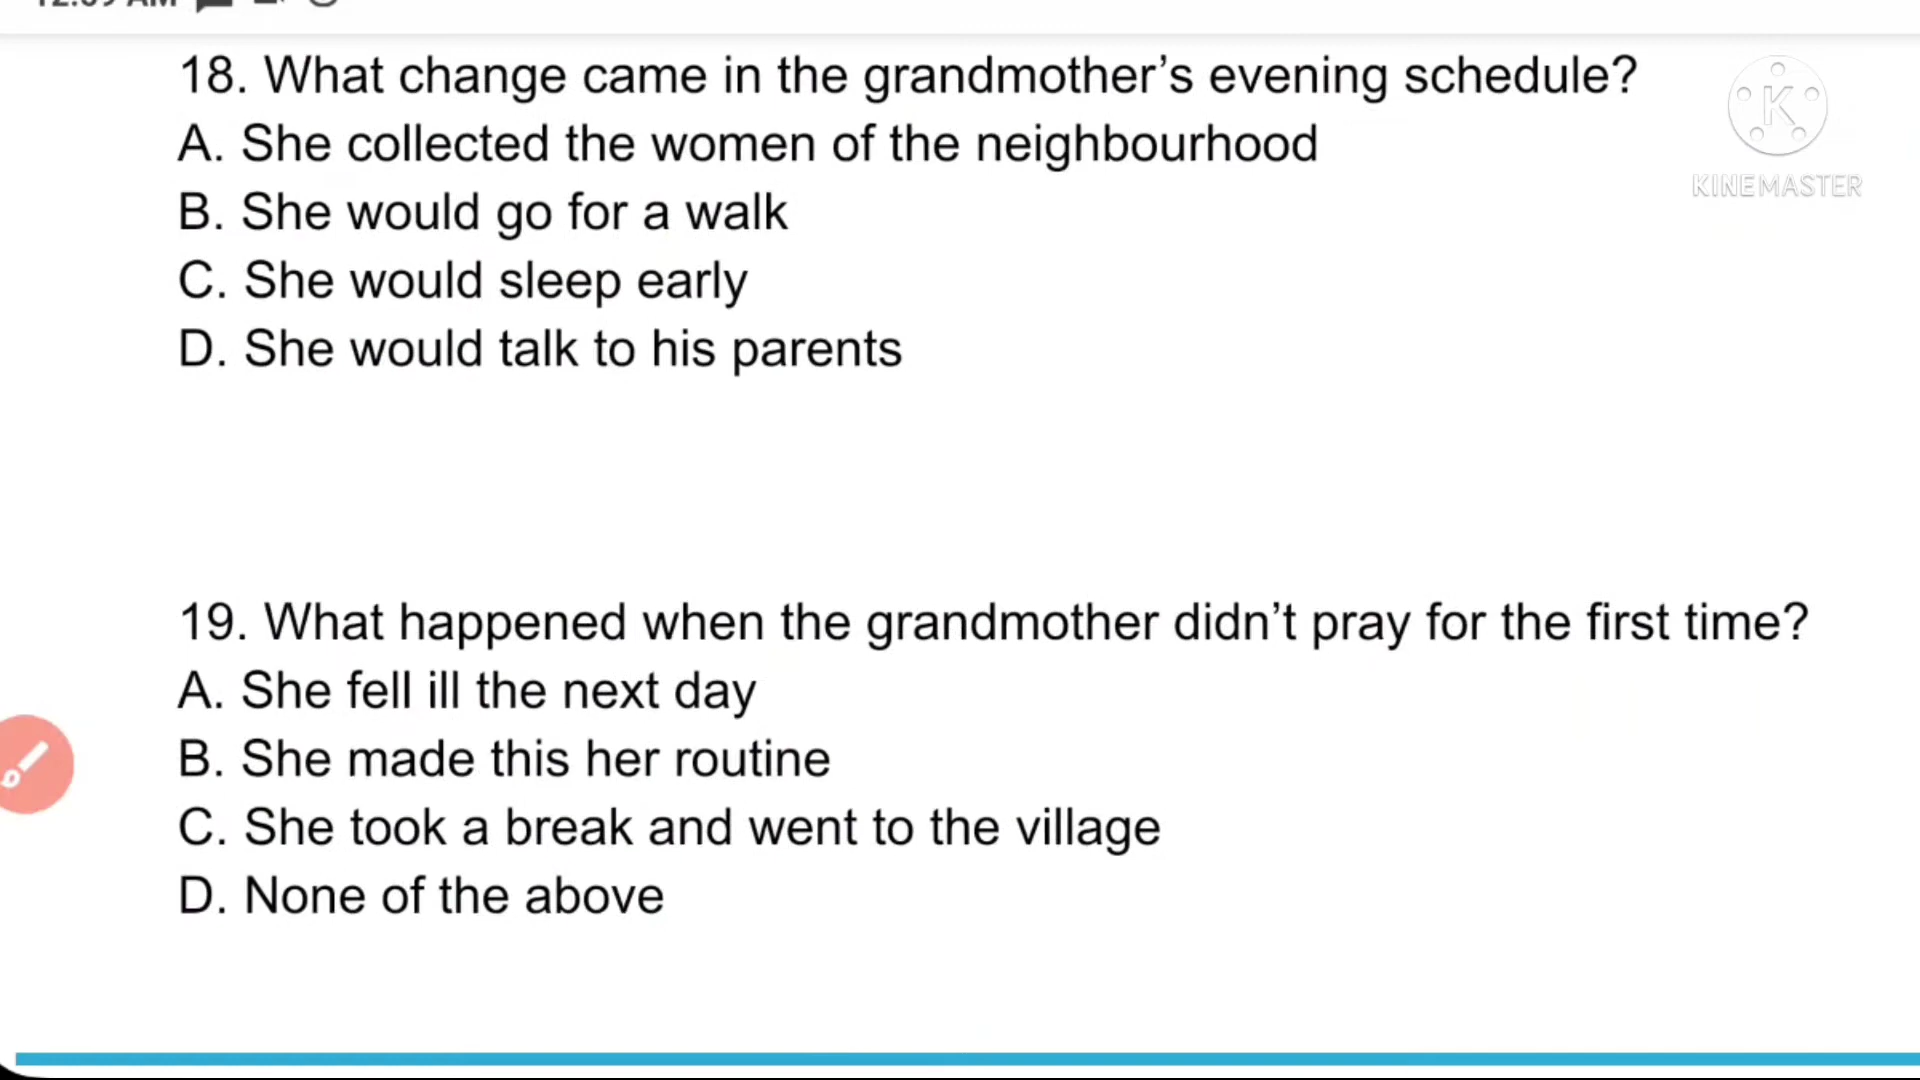 18. What change came in the grandmother’s evening schedule?
A. She collected the women of the neighbourhood
B. She would go for a walk
C. She would sleep early
D. She would talk to his parents
K
KINEMASTER
19. What happened when the grandmother didn’t pray for the first time?
A. She fell ill the next day
B. She made this her routine
C. She took a break and went to the village
D. None of the above